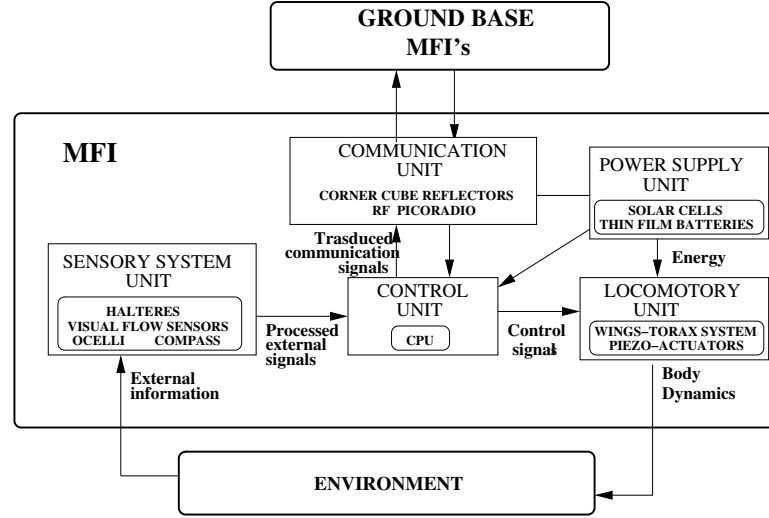 GROUND BASE
MFI's
MFI
COMMUNICATION
UNIT
CORNER CUBE REFLECTORS
RF PICORADIO
POWER SUPPLY
UNIT
SOLAR CELLS
THIN FILM BATTERIES
Trasduced
communication
signals
Energy
SENSORY SYSTEM
UNIT
HALTERES
VISUAL FLOW SENSORS
OCELLI COMPASS
Processed
external
signals
CONTROL
UNIT
CPU
Control
signals
LOCOMOTORY
UNIT
WINGS-TORAX SYSTEM
PIEZO-ACTUATORS
External
information
Body
Dynamics
ENVIRONMENT